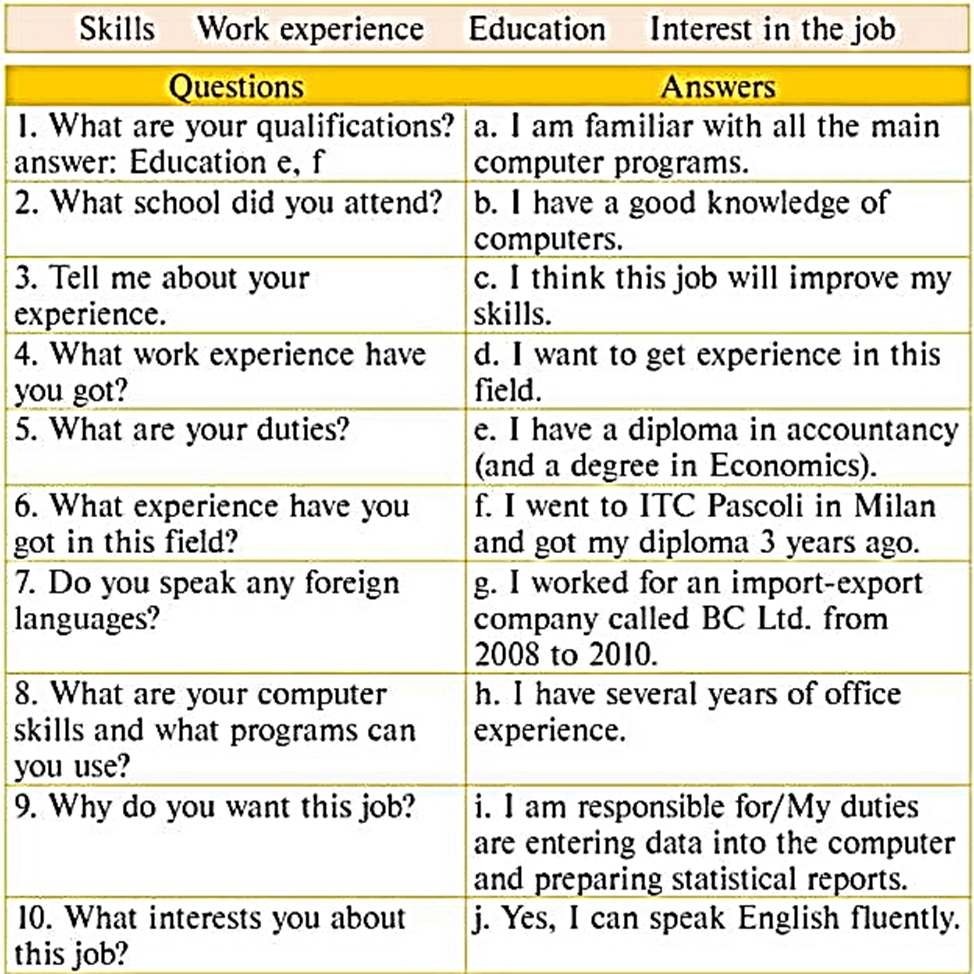 Skills Work experience Education Interest in the job
Questions
Answers
1. What are your qualifications?
answer: Education e, f
a. I am familiar with all the main
computer programs.
2. What school did you attend?
b. I have a good knowledge of
computers.
3. Tell me about your
experience.
c. I think this job will improve my
skills.
4. What work experience have
you got?
d. I want to get experience in this
field.
5. What are your duties?
e. I have a diploma in accountancy
(and a degree in Economics).
6. What experience have you
got in this field?
f. I went to ITC Pascoli in Milan
and got my diploma 3 years ago.
7. Do you speak any foreign
languages?
g. I worked for an import-export
company called BC Ltd. from
2008 to 2010.
8. What are your computer
skills and what programs can
you use?
h. I have several years of office
experience.
9. Why do you want this job?
i. I am responsible for/My duties
are entering data into the computer
and preparing statistical reports.
10. What interests you about
this job?
j. Yes, I can speak English fluently.